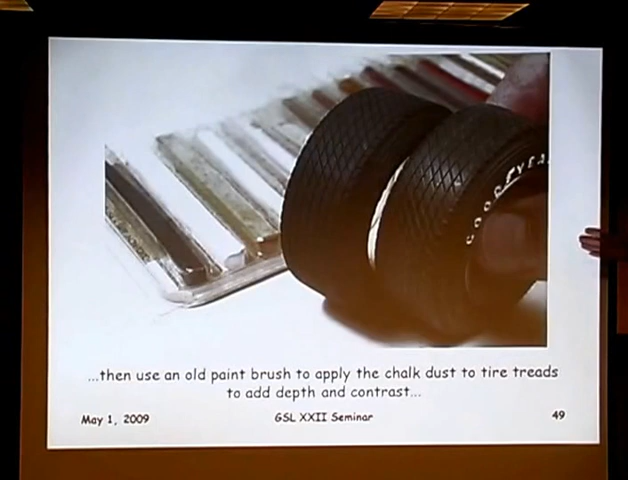 GOODYEAR
...then use an old paint brush to apply the chalk dust to tire treads
to add depth and contrast...
May 1, 2009 GSL XXII Seminar 49